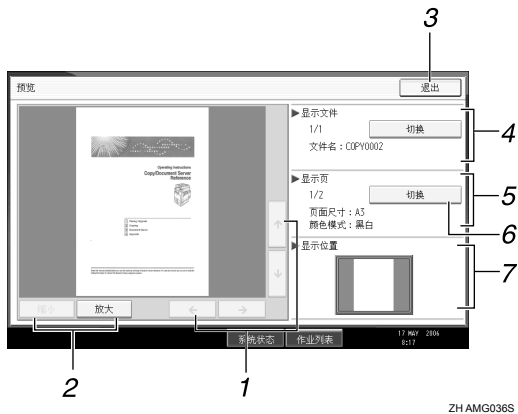 3
预览
退出
▶显示文件
1/1
切换
文件名：COPY0002
4
Operating Instructions
Copy/Document Server
Reference
▶显示页
1/2
切换
页面尺寸：A3
颜色模式：黑白
5
6
▶显示位置
7
缩小
放大
←
→
↑
↓
2
1
系统状态
作业列表
17 MAY 2006
8:17
ZH AMG036S